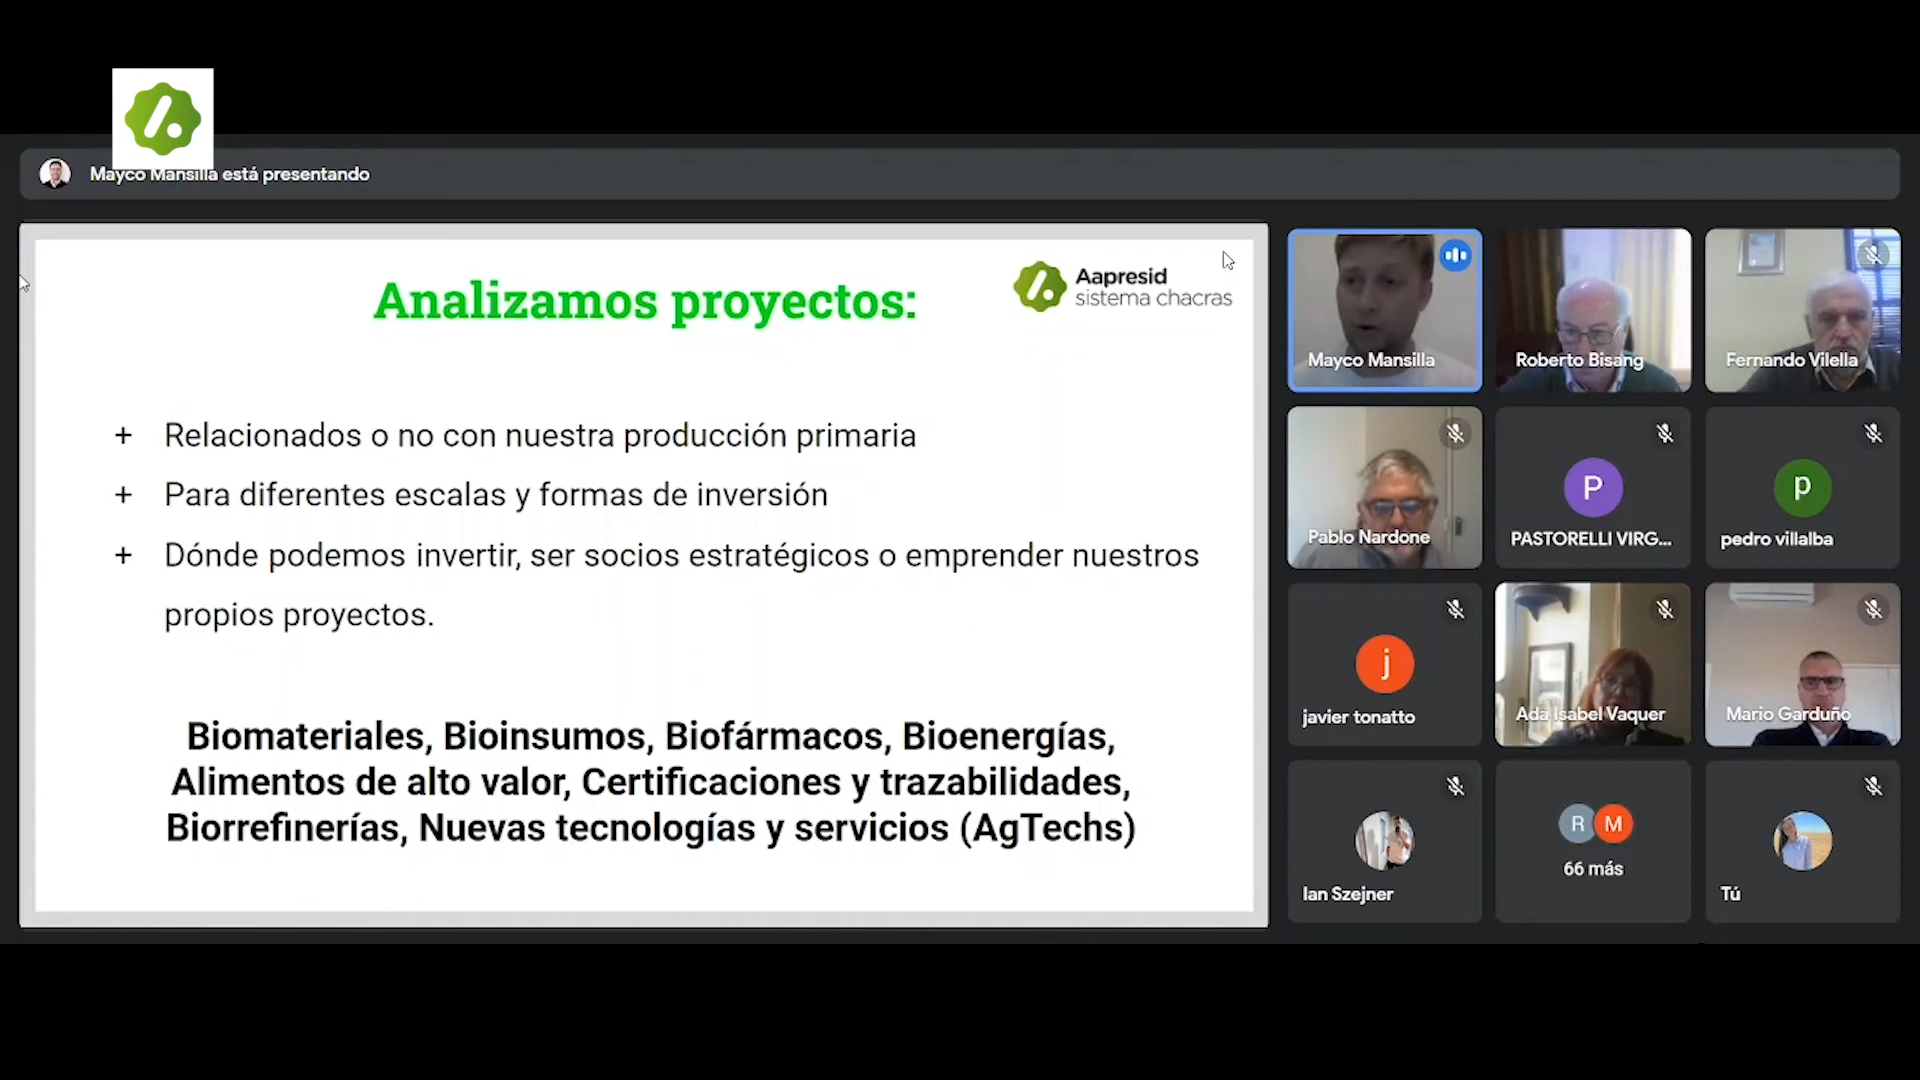 Mayco Mansilla está presentando
Analizamos proyectos:
Aapresid
sistema chacras
+ Relacionados o no con nuestra producción primaria
+ Para diferentes escalas y formas de inversión
+ Dónde podemos invertir, ser socios estratégicos o emprender nuestros
propios proyectos.
Biomateriales, Bioinsumos, Biofármacos, Bioenergías,
Alimentos de alto valor, Certificaciones y trazabilidades,
Biorrefinerías, Nuevas tecnologías y servicios (AgTechs)
Mayco Mansilla
Roberto Bisang
Fernando Vilella
Pablo Nardone
P
PASTORELLI VIRG...
p
pedro villalba
j
javier tonatto
Ada Isabel Vaquer
Mario Garduño
Ian Szejner
R M
66 más
Tú